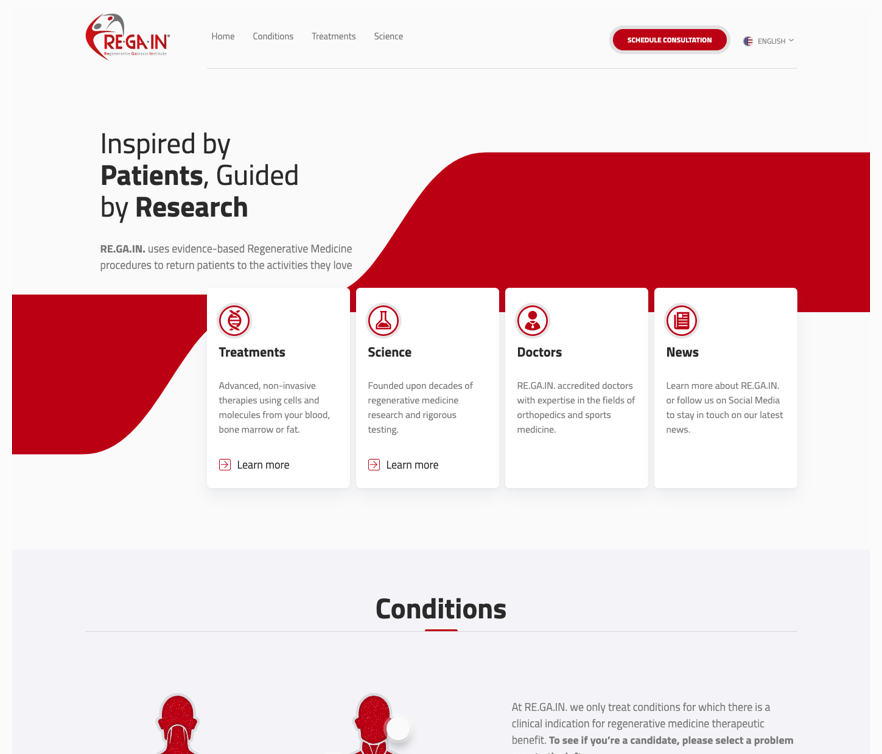 RE·GA·IN®
Regenerative Gainsain Institute
Home
Conditions
Treatments
Science
SCHEDULE CONSULTATION
ENGLISH
Inspired by
Patients, Guided
by Research
RE.GA.IN. uses evidence-based Regenerative Medicine
procedures to return patients to the activities they love
Treatments
Advanced, non-invasive
therapies using cells and
molecules from your blood,
bone marrow or fat.
Learn more
Science
Founded upon decades of
regenerative medicine
research and rigorous
testing.
Learn more
Doctors
RE.GA.IN. accredited doctors
with expertise in the fields of
orthopedics and sports
medicine.
News
Learn more about RE.GA.IN.
or follow us on Social Media
to stay in touch on our latest
news.
Conditions
At RE.GA.IN. we only treat conditions for which there is a
clinical indication for regenerative medicine therapeutic
benefit. To see if you're a candidate, please select a problem